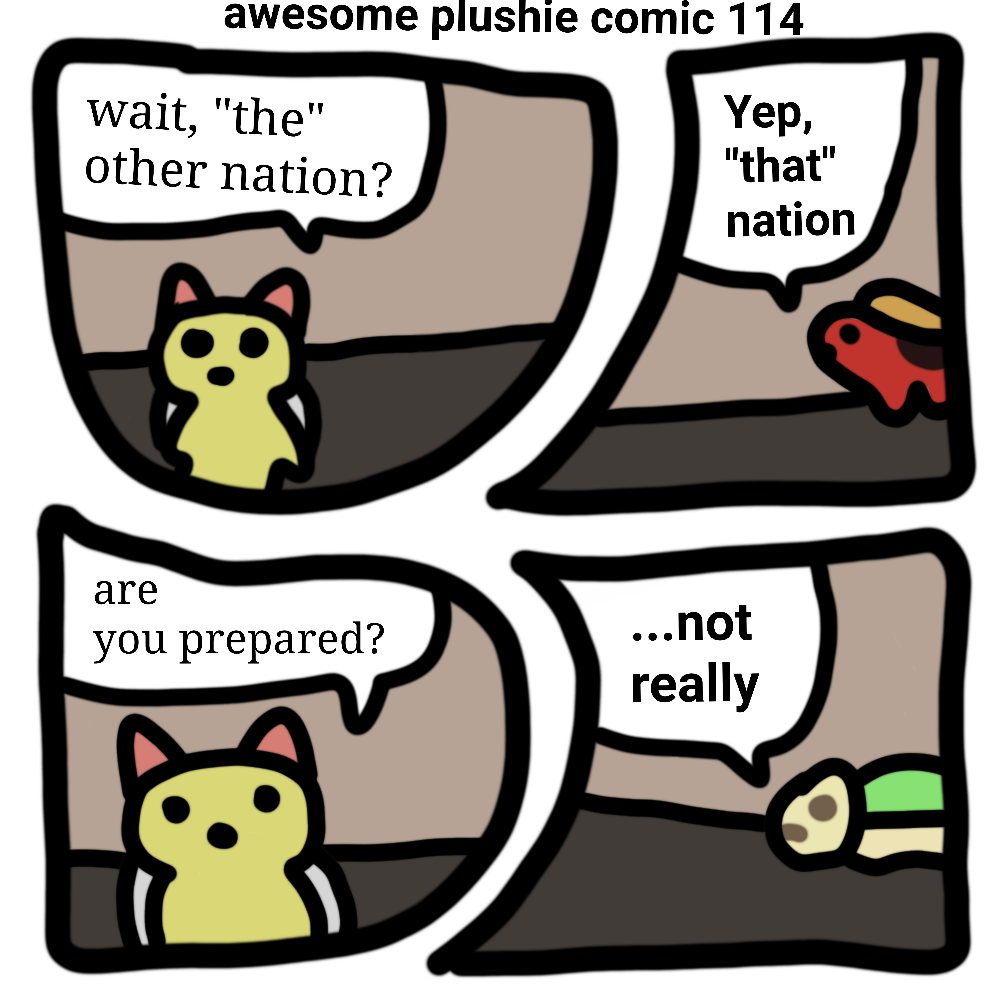 awesome plushie comic 114
wait, "the"
other nation?
Yep,
"that"
nation
are
you prepared?
...not
really